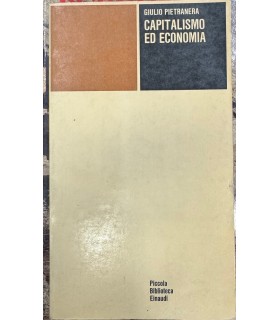 GIULIO PIETRANERA
CAPITALISMO
ED ECONOMIA
Piccola
Biblioteca
Einaudi